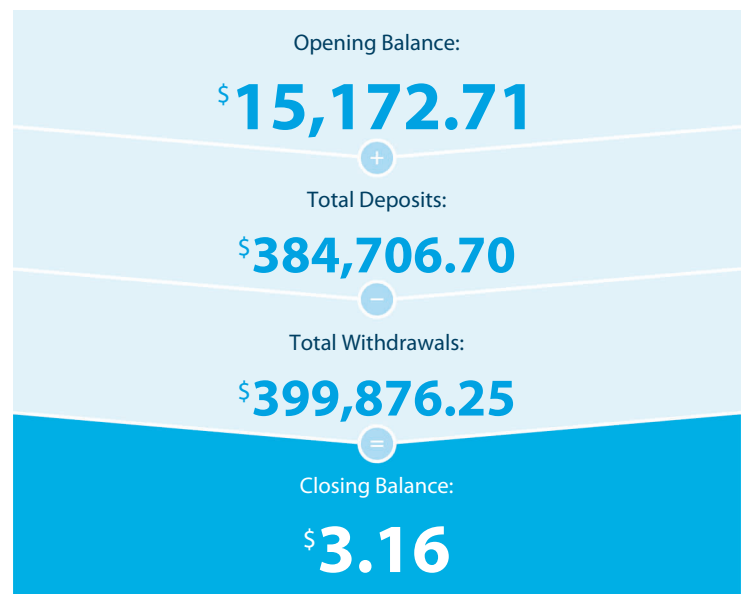 Opening Balance:
$15,172.71
+
Total Deposits:
$384,706.70
−
Total Withdrawals:
$399,876.25
=
Closing Balance:
$3.16